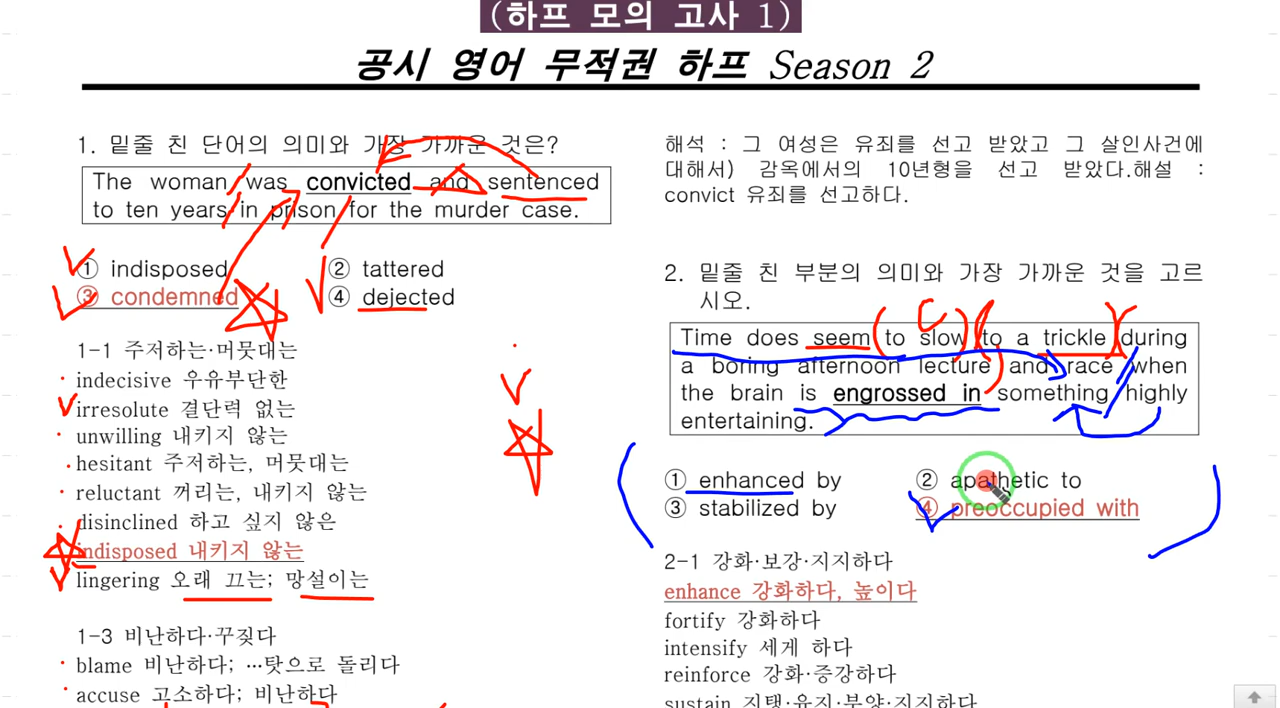 (하프 모의 고사 1)
공시 영어 무적권 하프 Season 2
1. 밑줄 친 단어의 의미와 가장 가까운 것은?
The woman was convicted and sentenced
to ten years in prison for the murder case.
① indisposed ② tattered
③ condemned ④ dejected
1-1 주저하는·머뭇대는
indecisive 우유부단한
irresolute 결단력 없는
unwilling 내키지 않는
hesitant 주저하는, 머뭇대는
reluctant 꺼리는, 내키지 않는
disinclined 하고 싶지 않은
indisposed 내키지 않는
lingering 오래 끄는; 망설이는
1-3 비난하다·꾸짖다
blame 비난하다; …탓으로 돌리다
accuse 고소하다; 비난하다
해석 : 그 여성은 유죄를 선고 받았고 그 살인사건에
대해서) 감옥에서의 10년형을 선고 받았다.해설 :
convict 유죄를 선고하다.
2. 밑줄 친 부분의 의미와 가장 가까운 것을 고르
시오.
Time does seem to slow to a trickle during
a boring afternoon lecture and race when
the brain is engrossed in something highly
entertaining.
① enhanced by ② apathetic to
③ stabilized by ④ preoccupied with
2-1 강화·보강·지지하다
enhance 강화하다, 높이다
fortify 강화하다
intensify 세게 하다
reinforce 강화·증강하다
sustain 지탱·유지·부양·지지하다